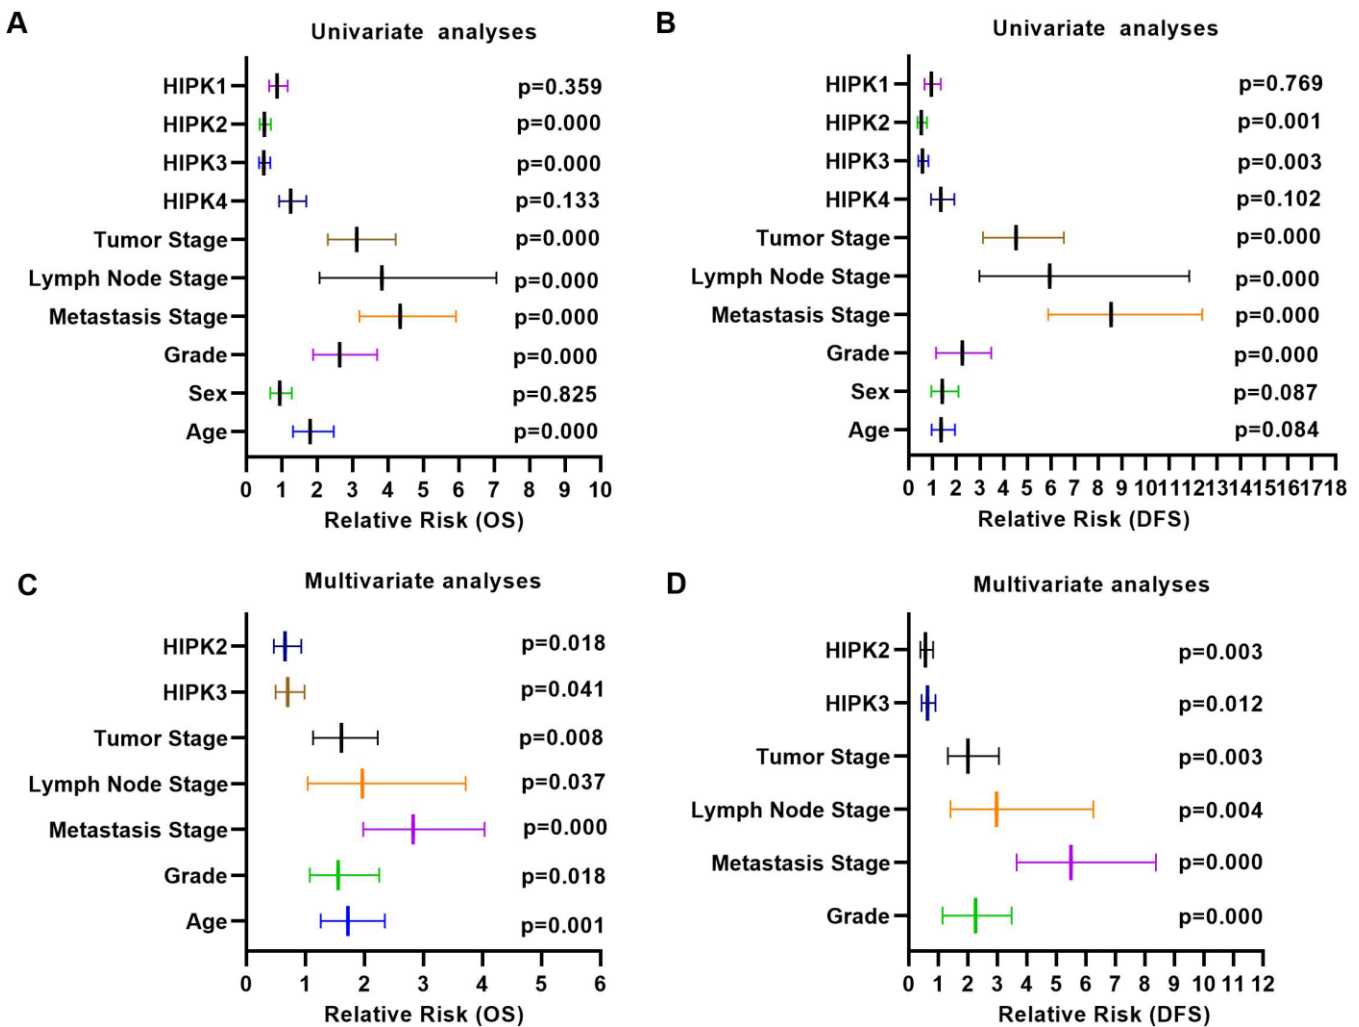 A
Univariate analyses
HIPK1 p=0.359
HIPK2 p=0.000
HIPK3 p=0.000
HIPK4 p=0.133
Tumor Stage p=0.000
Lymph Node Stage p=0.000
Metastasis Stage p=0.000
Grade p=0.000
Sex p=0.825
Age p=0.000
0 1 2 3 4 5 6 7 8 9 10
Relative Risk (OS)
B
Univariate analyses
HIPK1 p=0.769
HIPK2 p=0.001
HIPK3 p=0.003
HIPK4 p=0.102
Tumor Stage p=0.000
Lymph Node Stage p=0.000
Metastasis Stage p=0.000
Grade p=0.000
Sex p=0.087
Age p=0.084
0 1 2 3 4 5 6 7 8 9 10 11 12 13 14 15 16 17 18
Relative Risk (DFS)
C
Multivariate analyses
HIPK2 p=0.018
HIPK3 p=0.041
Tumor Stage p=0.008
Lymph Node Stage p=0.037
Metastasis Stage p=0.000
Grade p=0.018
Age p=0.001
0 1 2 3 4 5 6
Relative Risk (OS)
D
Multivariate analyses
HIPK2 p=0.003
HIPK3 p=0.012
Tumor Stage p=0.003
Lymph Node Stage p=0.004
Metastasis Stage p=0.000
Grade p=0.000
0 1 2 3 4 5 6 7 8 9 10 11 12
Relative Risk (DFS)